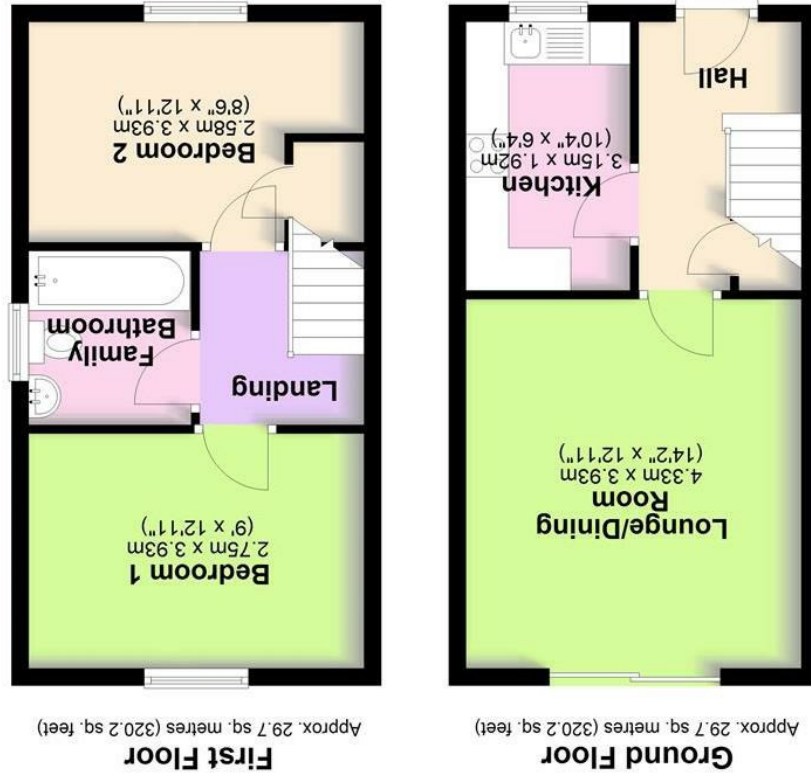 Ground Floor
Approx. 29.7 sq. metres (320.2 sq. feet)
Lounge/Dining
Room
4.33m x 3.93m
(14'2" x 12'11")
Kitchen
3.15m x 1.92m
(10'4" x 6'4")
Hall
First Floor
Approx. 29.7 sq. metres (320.2 sq. feet)
Bedroom 1
2.75m x 3.93m
(9' x 12'11")
Landing
Family
Bathroom
Bedroom 2
2.58m x 3.93m
(8'6" x 12'11")